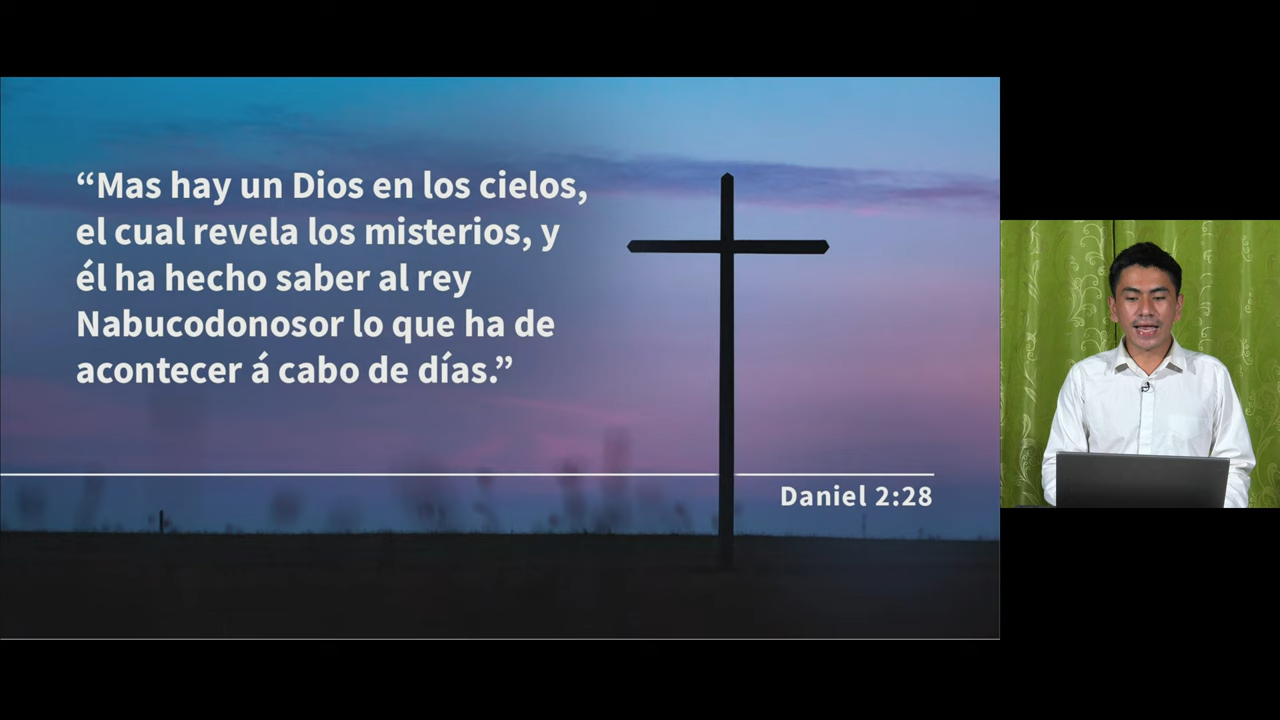 “Mas hay un Dios en los cielos,
el cual revela los misterios, y
él ha hecho saber al rey
Nabucodonosor lo que ha de
acontecer á cabo de días.”
Daniel 2:28